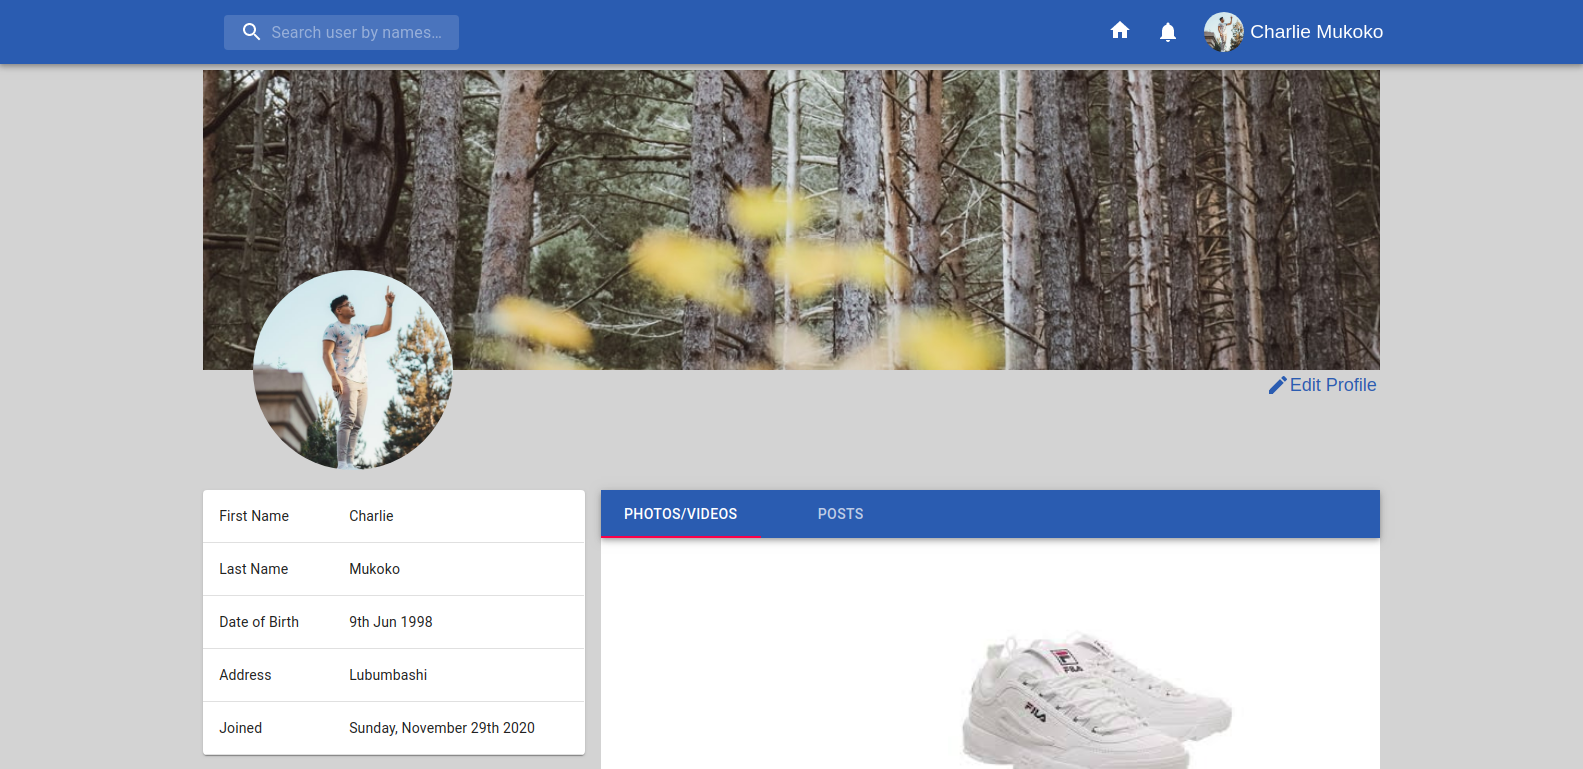 Search user by names...
Charlie Mukoko
Edit Profile
First Name Charlie
Last Name Mukoko
Date of Birth 9th Jun 1998
Address Lubumbashi
Joined Sunday, November 29th 2020
PHOTOS/VIDEOS POSTS
FILA
FILA